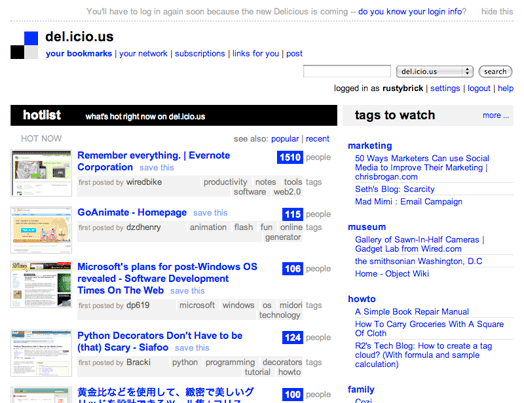 You'll have to log in again soon because the new Delicious is coming -- do you know your login info? hide this
del.icio.us
your bookmarks | your network | subscriptions | links for you | post
del.icio.us search
logged in as rustybrick | settings | logout | help
hotlist what's hot right now on del.icio.us
HOT NOW see also: popular | recent
Remember everything. | Evernote
Corporation save this
1510 people
first posted by wiredbike productivity notes tools tags
software web2.0
GoAnimate - Homepage save this
115 people
first posted by dzdhenry animation flash fun online tags
generator
Microsoft's plans for post-Windows OS
revealed - Software Development
Times On The Web save this
106 people
first posted by dp619 microsoft windows os midori tags
technology
Python Decorators Don't Have to be
(that) Scary - Siafoo save this
124 people
first posted by Bracki python programming decorators tags
tutorial howto
黄金比などを使用して、緻密で美しいグ
100 people
tags to watch more ...
marketing
50 Ways Marketers Can use Social
Media to Improve Their Marketing |
chrisbrogan.com
Seth's Blog: Scarcity
Mad Mimi : Email Campaign
museum
Gallery of Sawn-In-Half Cameras |
Gadget Lab from Wired.com
the smithsonian Washington, D.C
Home - Object Wiki
howto
A Simple Book Repair Manual
How To Carry Groceries With A Square
Of Cloth
R2's Tech Blog: How to create a tag
cloud? (With formula and sample
calculation)
family
Cozi